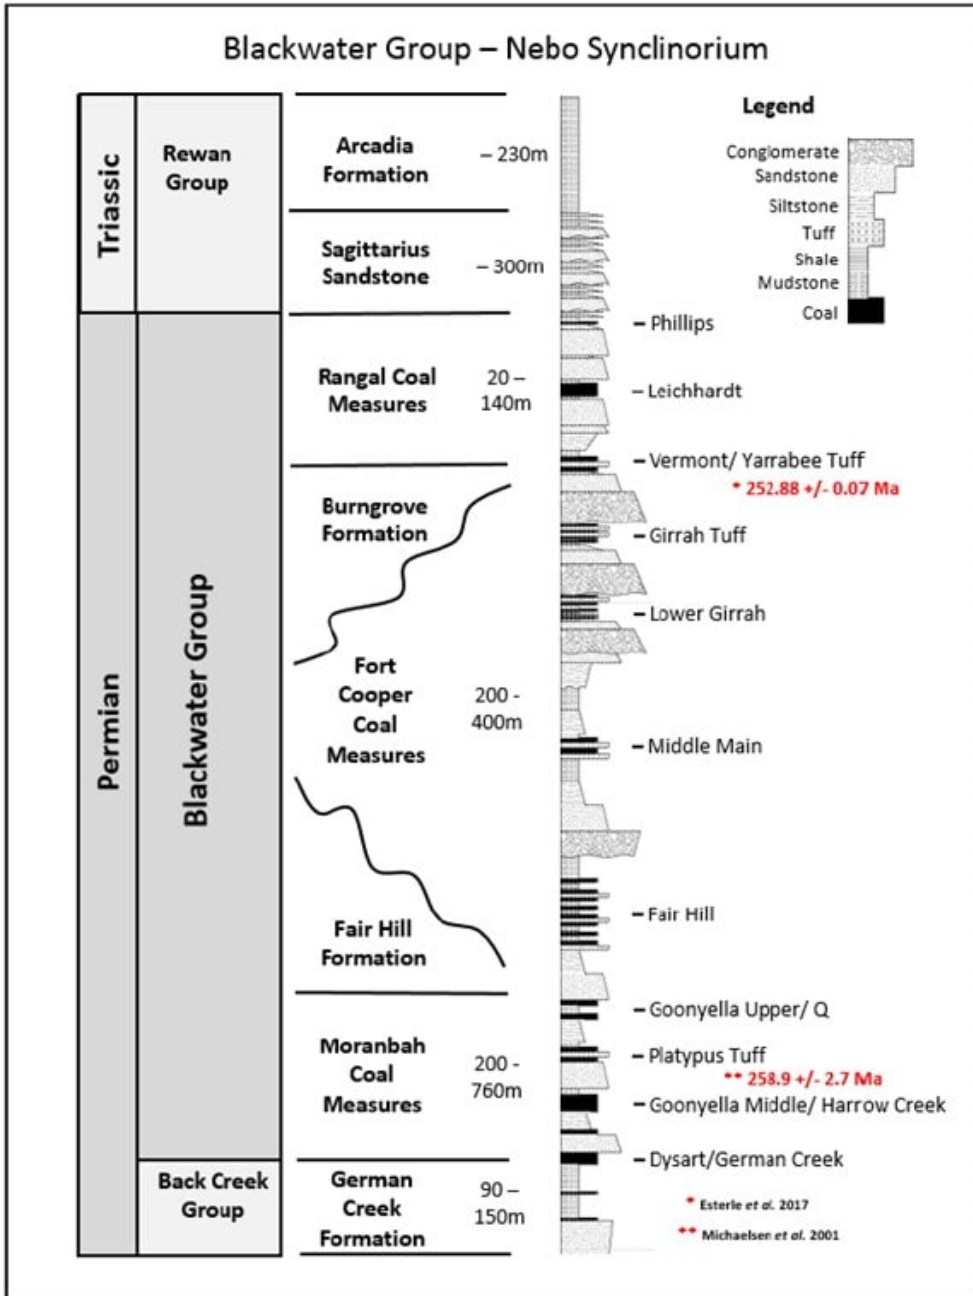 Blackwater Group – Nebo Synclinorium
Triassic
Rewan
Group
Arcadia
Formation
– 230m
Sagittarius
Sandstone
– 300m
Legend
Conglomerate
Sandstone
Siltstone
Tuff
Shale
Mudstone
Coal
Permian
Blackwater Group
Rangal Coal
Measures
20 –
140m
Burngrove
Formation
Fort
Cooper
Coal
Measures
200 -
400m
Fair Hill
Formation
Moranbah
Coal
Measures
200 -
760m
Back Creek
Group
German
Creek
Formation
90 –
150m
– Phillips
– Leichhardt
– Vermont/ Yarrabee Tuff
* 252.88 +/- 0.07 Ma
– Girrah Tuff
– Lower Girrah
– Middle Main
– Fair Hill
– Goonyella Upper/ Q
– Platypus Tuff
** 258.9 +/- 2.7 Ma
– Goonyella Middle/ Harrow Creek
– Dysart/German Creek
* Esterle et al. 2017
** Michaelsen et al. 2001